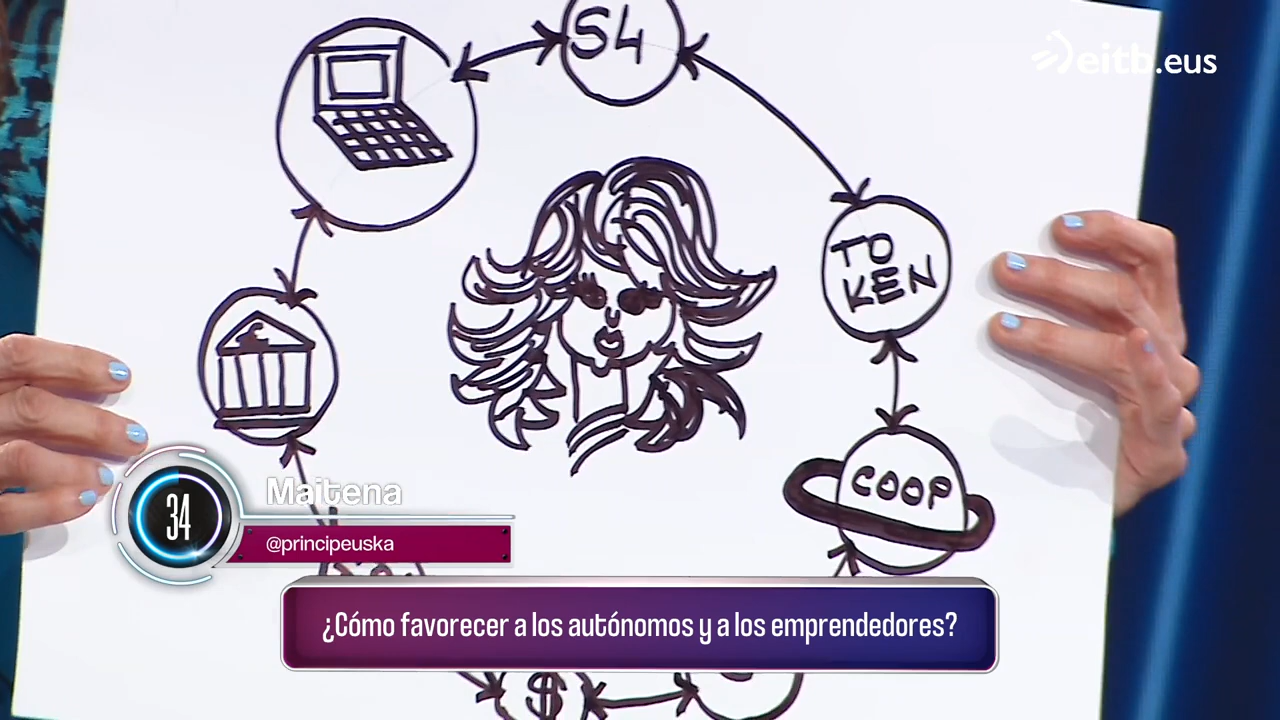 S4
eitb.eus
TO
KEN
COOP
Maitena
34
@principeuska
¿Cómo favorecer a los autónomos y a los emprendedores?
$